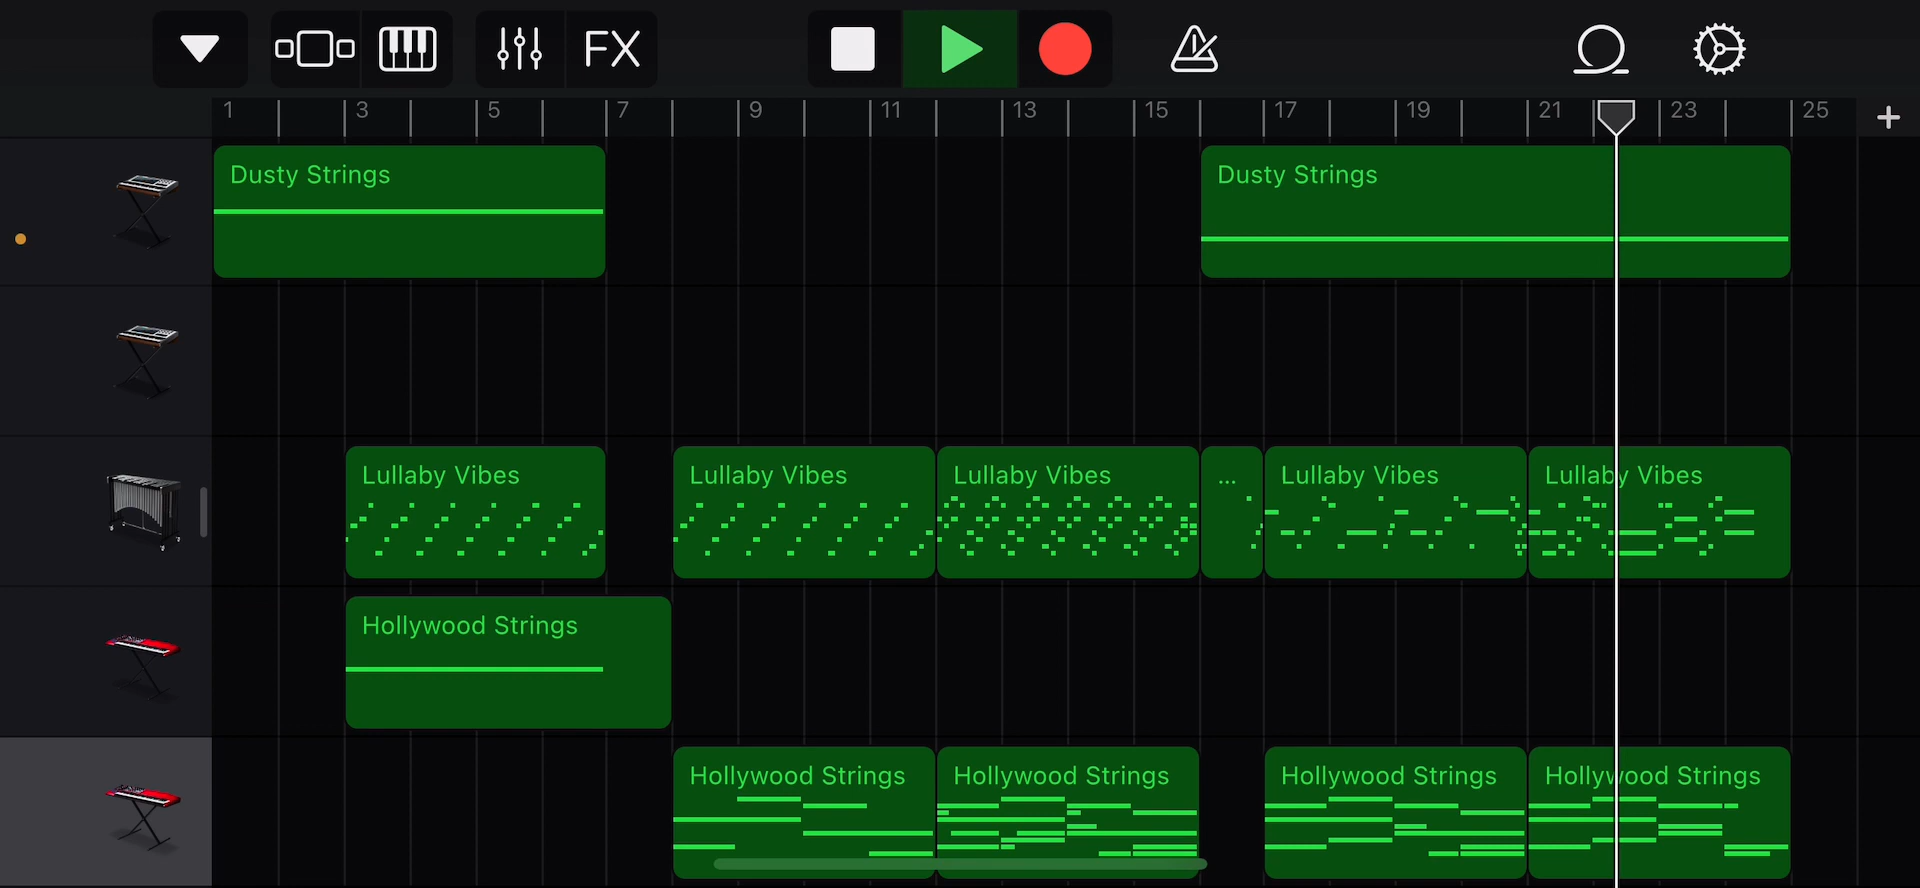 FX
1 3 5 7 9 11 13 15 17 19 21 23 25
Dusty Strings Dusty Strings
Lullaby Vibes Lullaby Vibes Lullaby Vibes ... Lullaby Vibes Lullaby Vibes
Hollywood Strings
Hollywood Strings Hollywood Strings Hollywood Strings Hollywood Strings